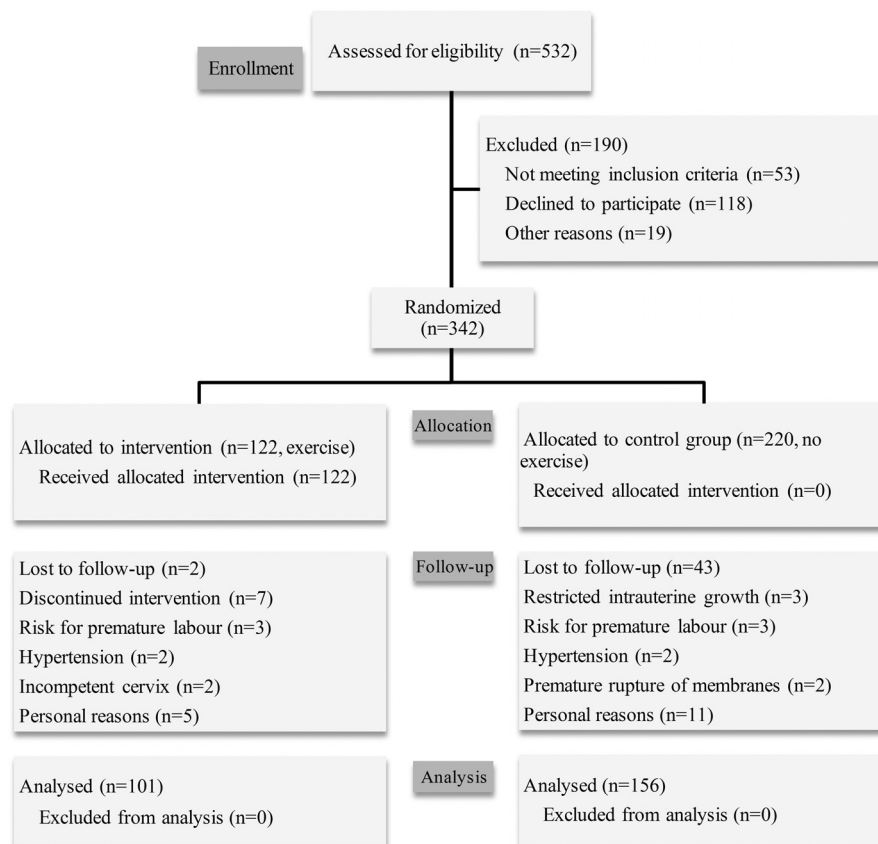 Assessed for eligibility (n=532)
Enrollment
Excluded (n=190)
Not meeting inclusion criteria (n=53)
Declined to participate (n=118)
Other reasons (n=19)
Randomized
(n=342)
Allocation
Allocated to intervention (n=122, exercise)
Received allocated intervention (n=122)
Allocated to control group (n=220, no
exercise)
Received allocated intervention (n=0)
Follow-up
Lost to follow-up (n=2)
Discontinued intervention (n=7)
Risk for premature labour (n=3)
Hypertension (n=2)
Incompetent cervix (n=2)
Personal reasons (n=5)
Lost to follow-up (n=43)
Restricted intrauterine growth (n=3)
Risk for premature labour (n=3)
Hypertension (n=2)
Premature rupture of membranes (n=2)
Personal reasons (n=11)
Analysis
Analysed (n=101)
Excluded from analysis (n=0)
Analysed (n=156)
Excluded from analysis (n=0)